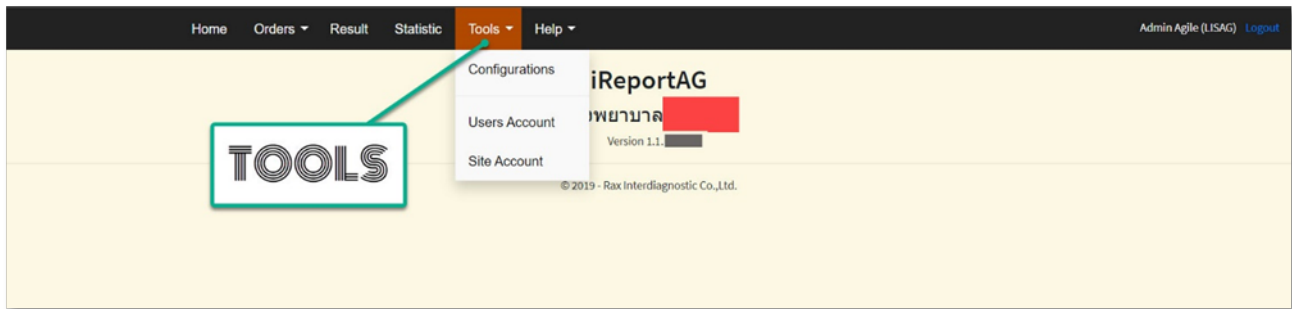 Home Orders Result Statistic Tools Help Admin Agile (LISAG) Logout
Configurations
Users Account
Site Account
iReportAG
พยาบาล
Version 1.1.
© 2019 - Rax Interdiagnostic Co.,Ltd.
TOOLS